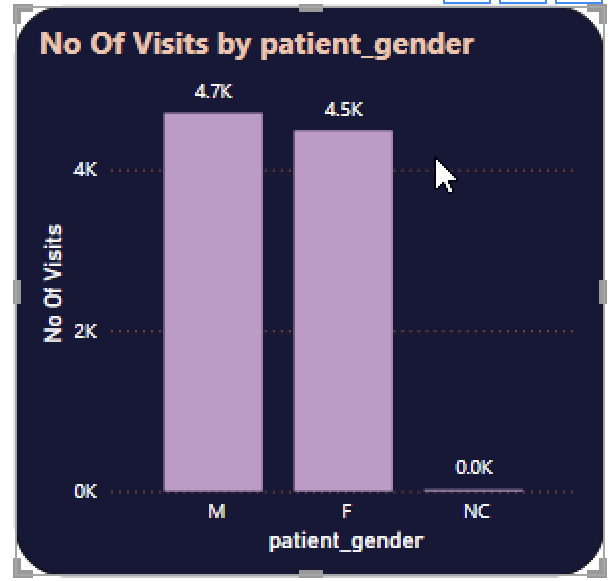 No Of Visits by patient_gender
4.7K
4.5K
4K
No Of Visits
2K
0.0K
0K
M F NC
patient_gender